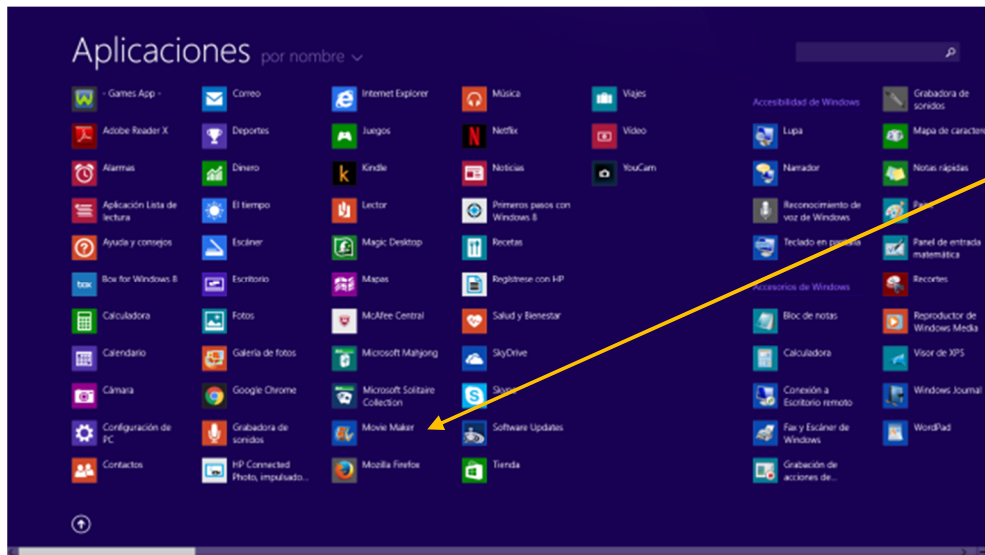 Aplicaciones por nombre
- Games App -
Adobe Reader X
Alarmas
Aplicación Lista de
lectura
Ayuda y consejos
box
Box for Windows 8
Calculadora
Calendario
Cámara
Configuración de
PC
Contactos
Correo
Deportes
Dinero
El tiempo
Escáner
Escritorio
Fotos
Galería de fotos
Google Chrome
Grabadora de
sonidos
HP Connected
Photo, impulsado...
Internet Explorer
Juegos
k
Kindle
Lector
Magic Desktop
Mapas
McAfee Central
Microsoft Mahjong
Microsoft Solitaire
Collection
Movie Maker
Mozilla Firefox
Música
N
Netflix
Noticias
Primeros pasos con
Windows 8
Recetas
Regístrese con HP
Salud y Bienestar
SkyDrive
S
Skype
Software Updates
Tienda
Viajes
Vídeo
YouCam
Accesibilidad de Windows
Lupa
Narrador
Reconocimiento de
voz de Windows
Teclado en pantalla
Accesorios de Windows
Bloc de notas
Calculadora
Conexión a
Escritorio remoto
Fax y Escáner de
Windows
Grabación de
acciones de...
Grabadora de
sonidos
Mapa de caractere
Notas rápidas
Paint
Panel de entrada
matemática
Recortes
Reproductor de
Windows Media
Visor de XPS
Windows Journal
WordPad